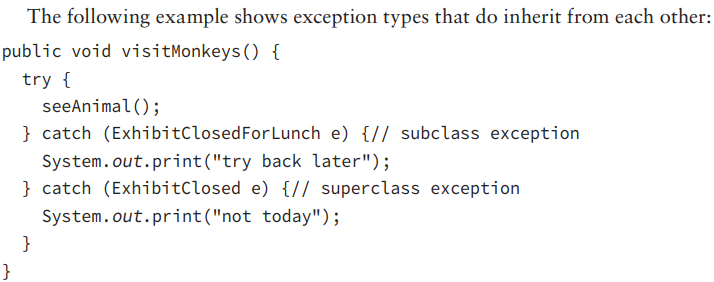 The following example shows exception types that do inherit from each other:
public void visitMonkeys() {
  try {
    seeAnimal();
  } catch (ExhibitClosedForLunch e) {// subclass exception
    System.out.print("try back later");
  } catch (ExhibitClosed e) {// superclass exception
    System.out.print("not today");
  }
}